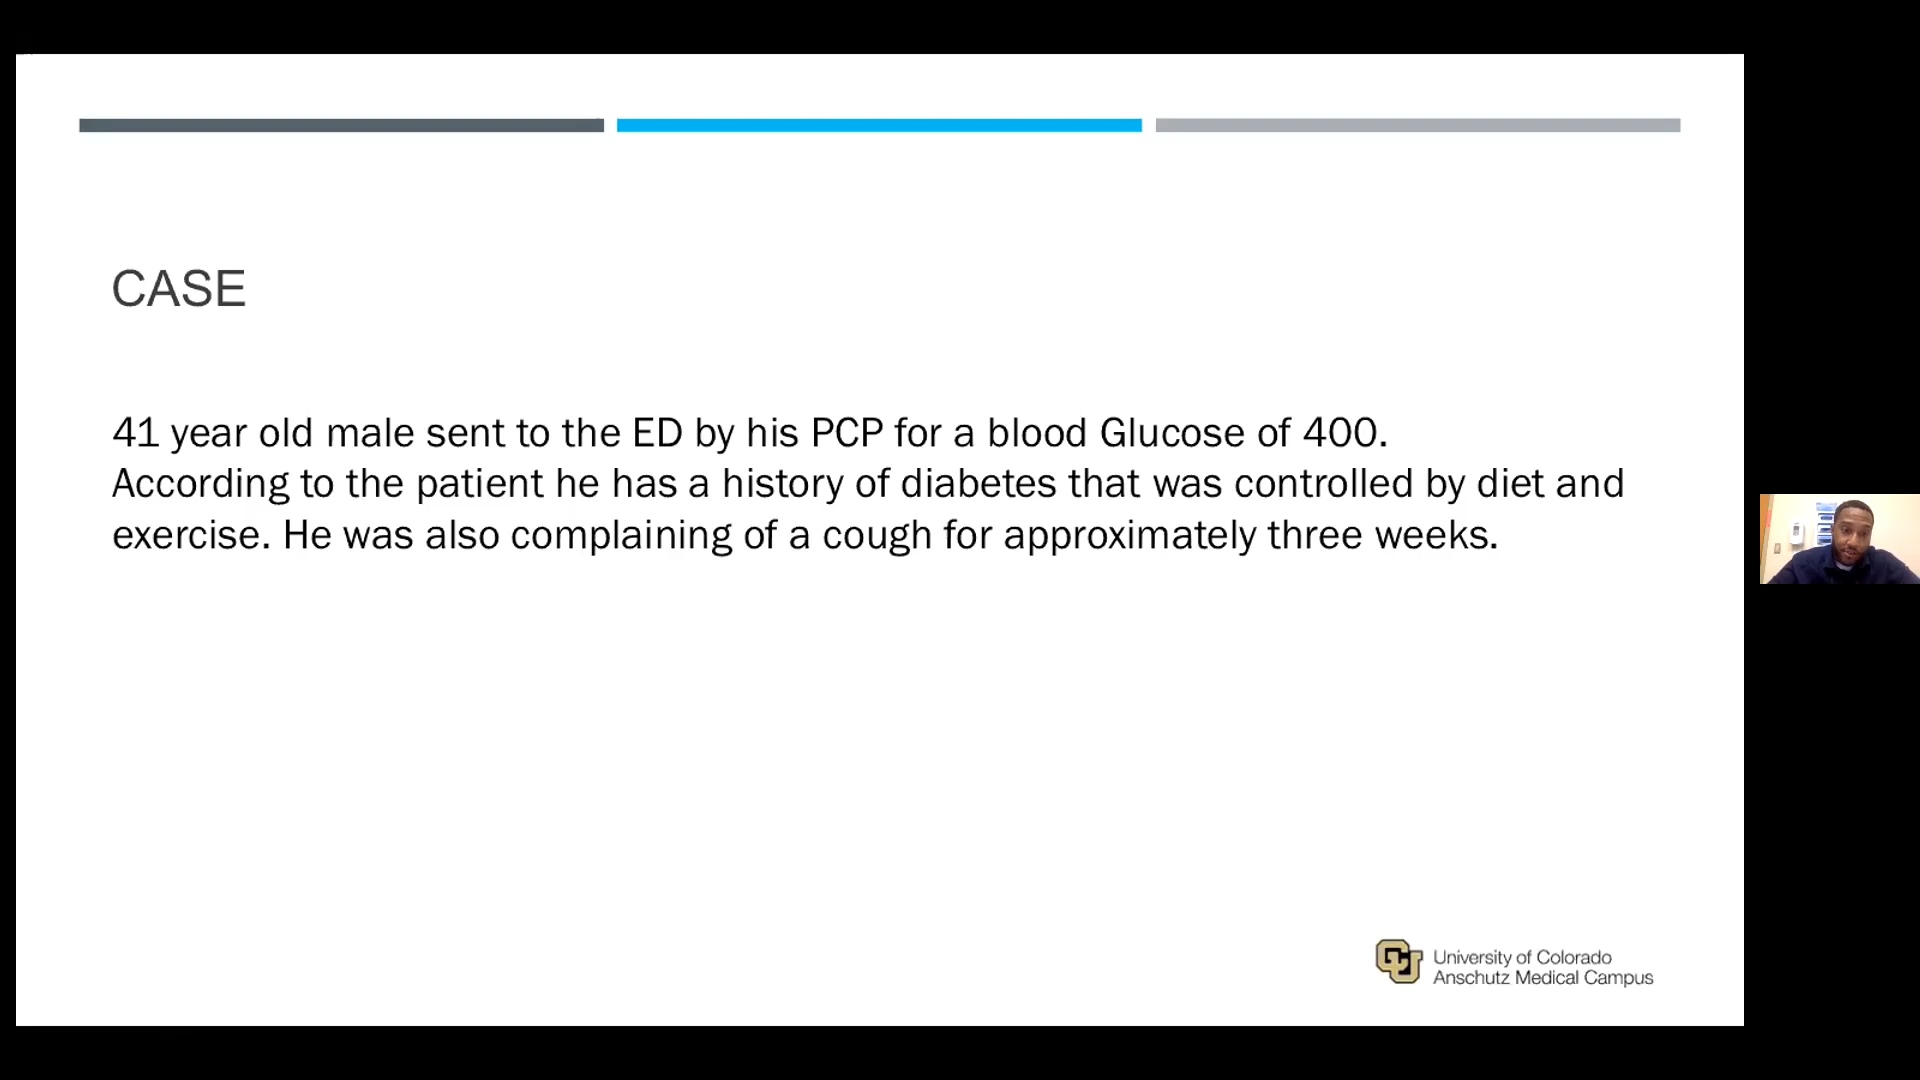 CASE
41 year old male sent to the ED by his PCP for a blood Glucose of 400.
According to the patient he has a history of diabetes that was controlled by diet and
exercise. He was also complaining of a cough for approximately three weeks.
CU
University of Colorado
Anschutz Medical Campus